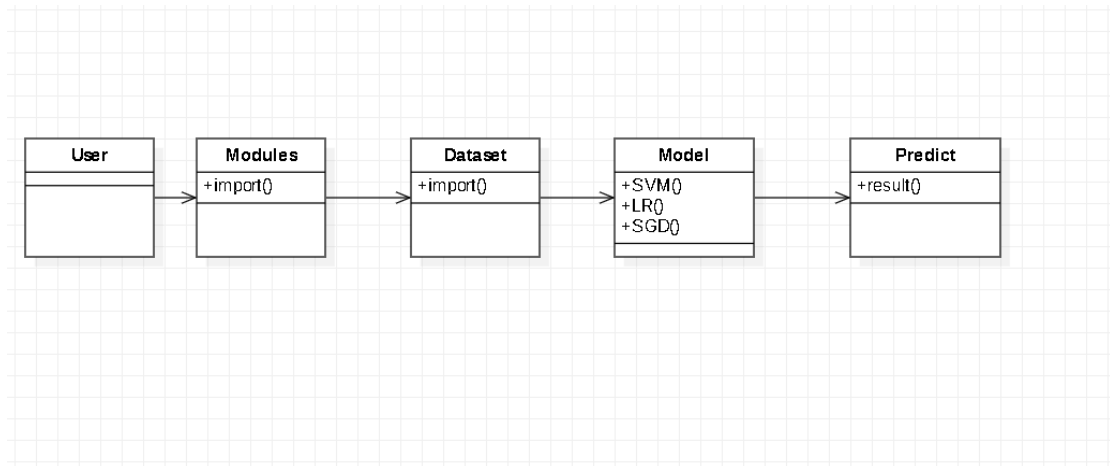 User
Modules
+import()
Dataset
+import()
Model
+SVM()
+LR()
+SGD()
Predict
+result()